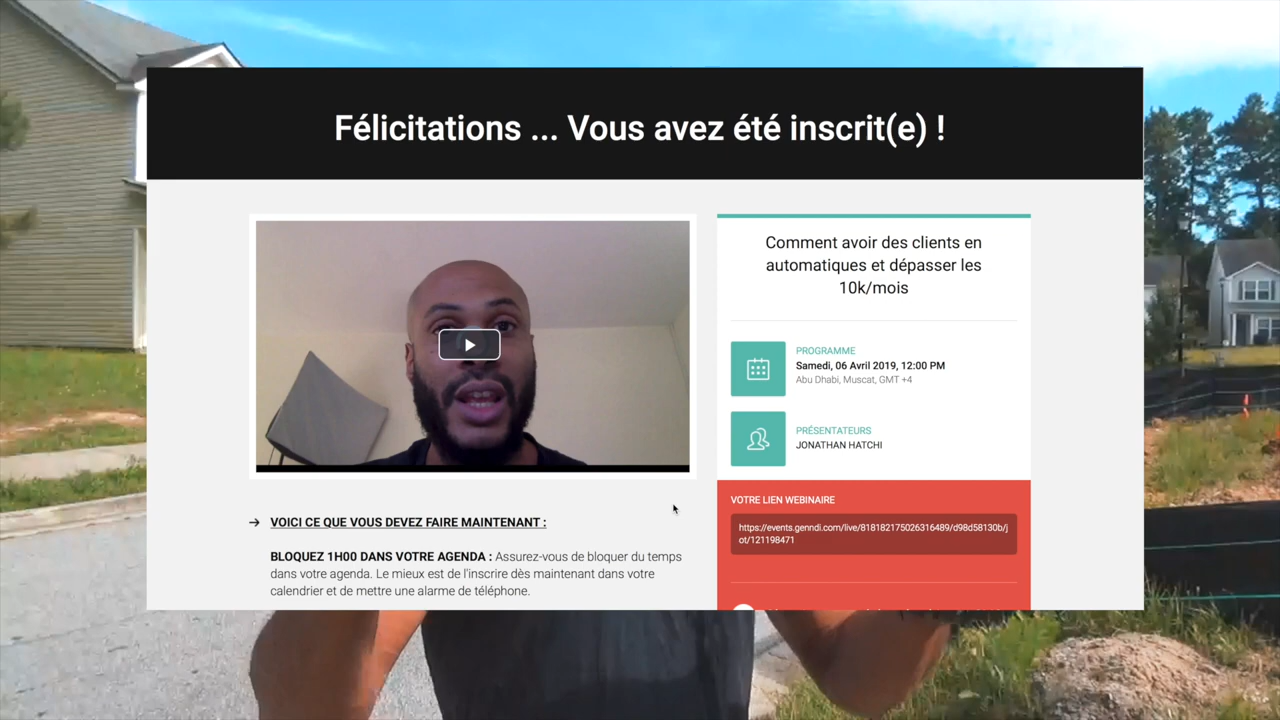 Félicitations ... Vous avez été inscrit(e) !
Comment avoir des clients en
automatiques et dépasser les
10k/mois
PROGRAMME
Samedi, 06 Avril 2019, 12:00 PM
Abu Dhabi, Muscat, GMT +4
PRÉSENTATEURS
JONATHAN HATCHI
VOTRE LIEN WEBINAIRE
https://events.genndi.com/live/818182175026316489/d98d58130b/j
ot/121198471
→ VOICI CE QUE VOUS DEVEZ FAIRE MAINTENANT :
BLOQUEZ 1H00 DANS VOTRE AGENDA : Assurez-vous de bloquer du temps
dans votre agenda. Le mieux est de l'inscrire dès maintenant dans votre
calendrier et de mettre une alarme de téléphone.